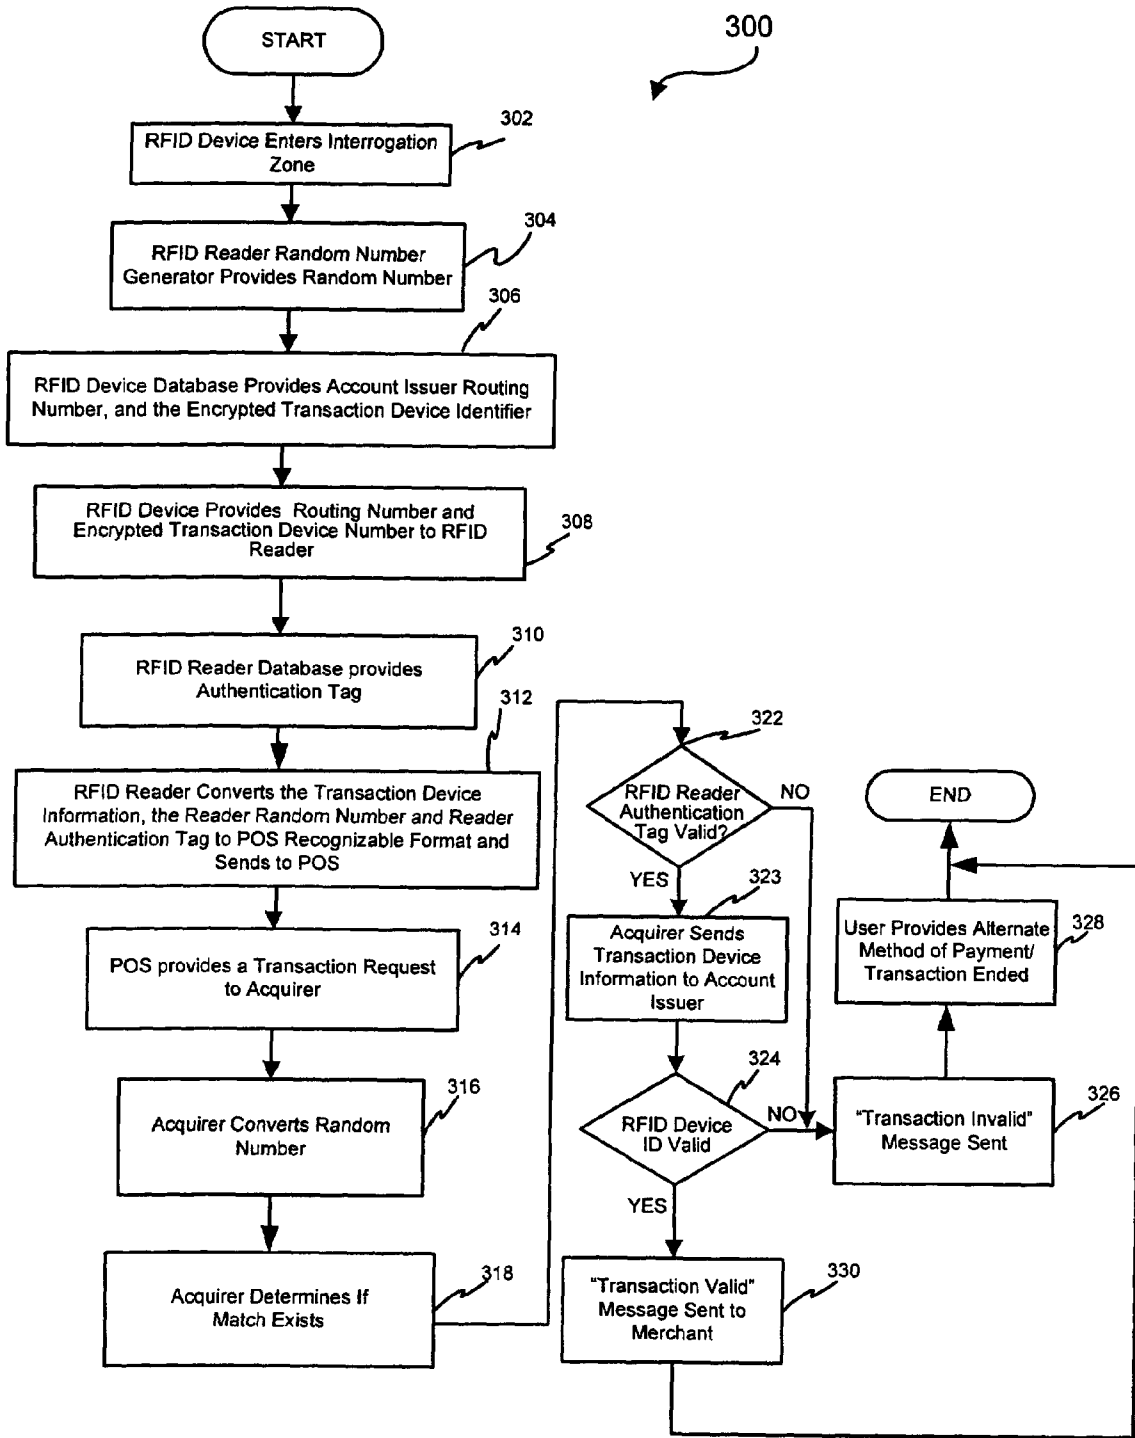 START
300
302
RFID Device Enters Interrogation
Zone
304
RFID Reader Random Number
Generator Provides Random Number
306
RFID Device Database Provides Account Issuer Routing
Number, and the Encrypted Transaction Device Identifier
RFID Device Provides Routing Number and
Encrypted Transaction Device Number to RFID
Reader
308
310
RFID Reader Database provides
Authentication Tag
312
RFID Reader Converts the Transaction Device
Information, the Reader Random Number and Reader
Authentication Tag to POS Recognizable Format and
Sends to POS
314
POS provides a Transaction Request
to Acquirer
316
Acquirer Converts Random
Number
318
Acquirer Determines If
Match Exists
322
RFID Reader
Authentication
Tag Valid?
NO
YES
323
Acquirer Sends
Transaction Device
Information to Account
Issuer
324
RFID Device
ID Valid
NO
YES
330
"Transaction Valid"
Message Sent to
Merchant
"Transaction Invalid"
Message Sent
326
User Provides Alternate
Method of Payment/
Transaction Ended
328
END